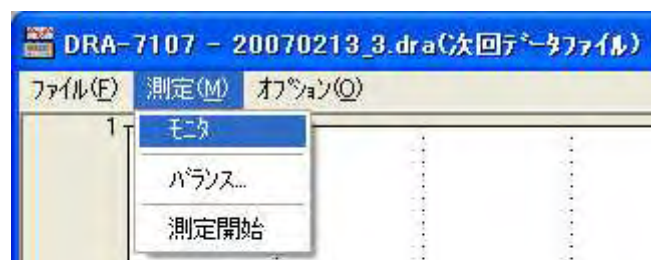 DRA-7107 - 20070213_3.dra(次回ﾃﾞｰﾀﾌｧｲﾙ)
ﾌｧｲﾙ(F) 測定(M) ｵﾌﾟｼｮﾝ(O)
1
ﾓﾆﾀ
ﾊﾞﾗﾝｽ...
測定開始